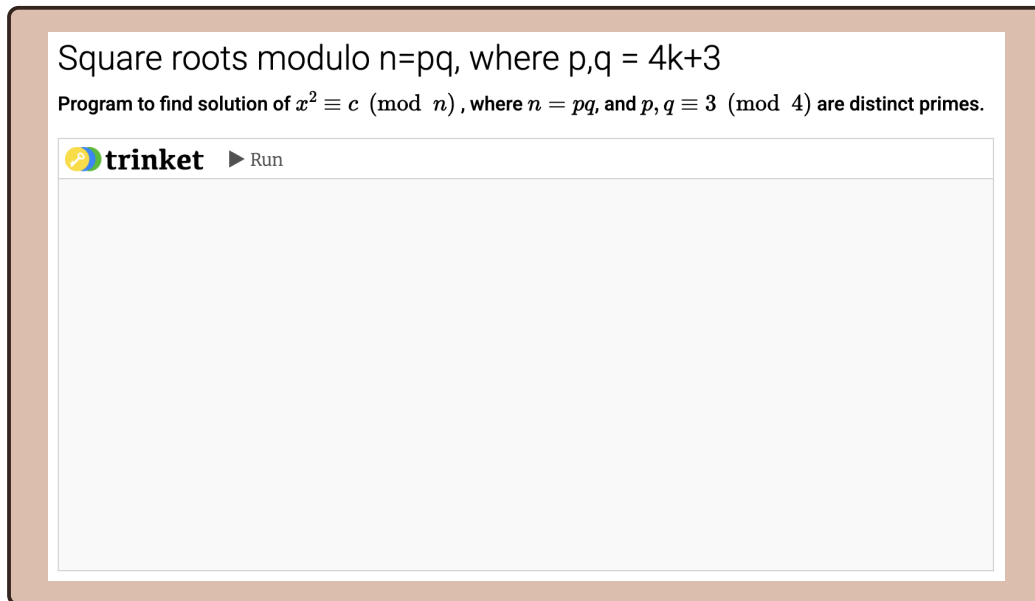 Square roots modulo n=pq, where p,q = 4k+3
Program to find solution of x² ≡ c (mod n), where n = pq, and p, q ≡ 3 (mod 4) are distinct primes.
trinket ▶ Run